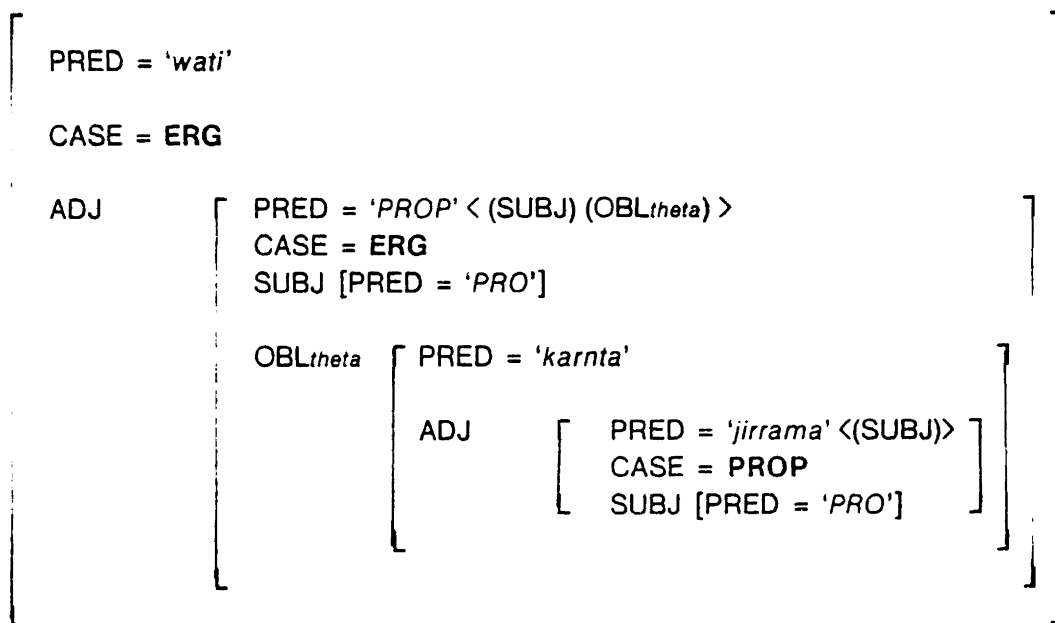 PRED = 'wati'
CASE = ERG
ADJ [ PRED = 'PROP' < (SUBJ) (OBLtheta) > ]
CASE = ERG
SUBJ [PRED = 'PRO']
OBLtheta [ PRED = 'karnta' ]
ADJ [ PRED = 'jirrama' <(SUBJ)> ]
CASE = PROP
SUBJ [PRED = 'PRO']